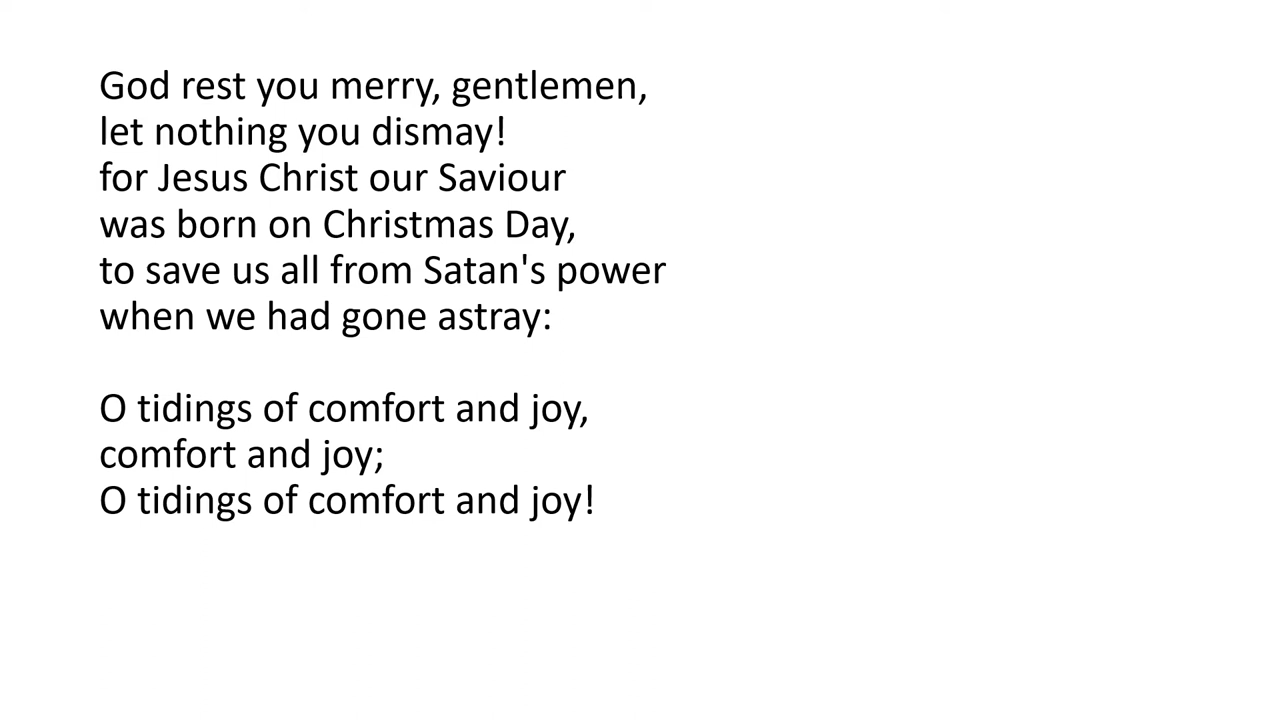 God rest you merry, gentlemen,
let nothing you dismay!
for Jesus Christ our Saviour
was born on Christmas Day,
to save us all from Satan's power
when we had gone astray:

O tidings of comfort and joy,
comfort and joy;
O tidings of comfort and joy!